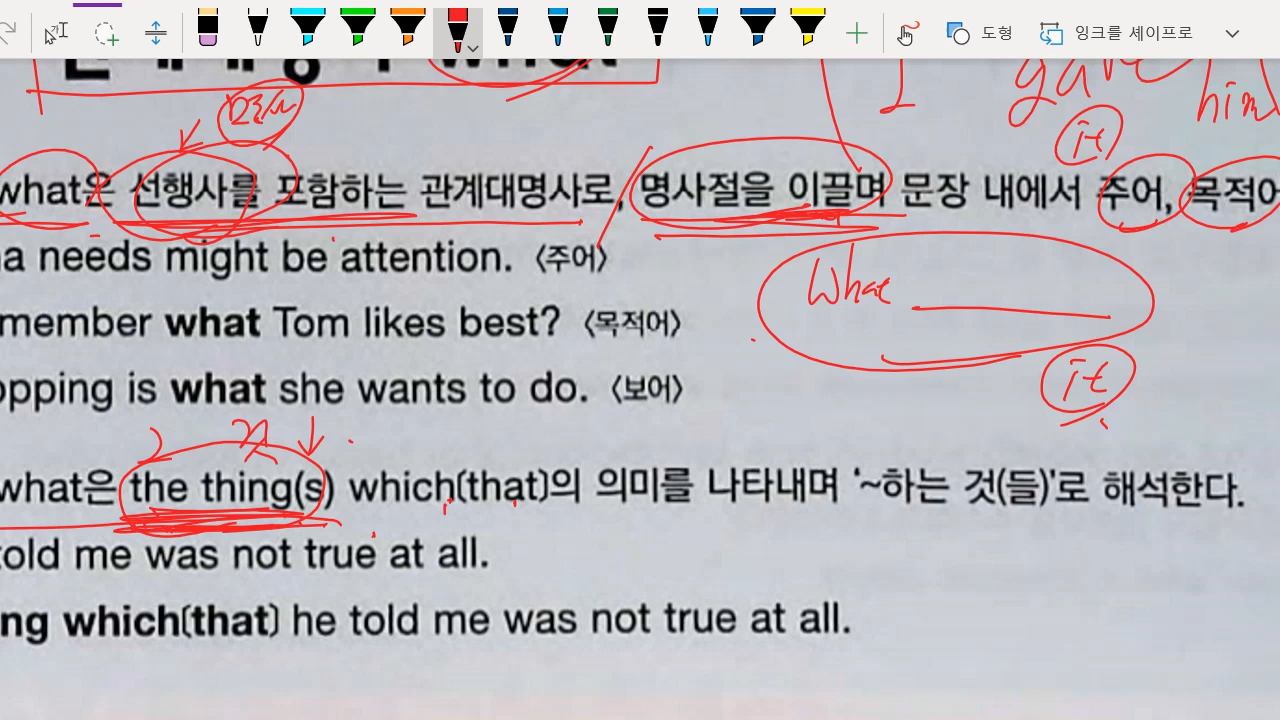 도형 잉크를 셰이프로
what
I gave him
명사
it
what은 선행사를 포함하는 관계대명사로, 명사절을 이끌며 문장 내에서 주어, 목적어
needs might be attention. 〈주어〉
What
what Tom likes best? 〈목적어〉
it
is what she wants to do. 〈보어〉
what은 the thing(s) which(that)의 의미를 나타내며 ‘~하는 것(들)’로 해석한다.
told me was not true at all.
which(that) he told me was not true at all.